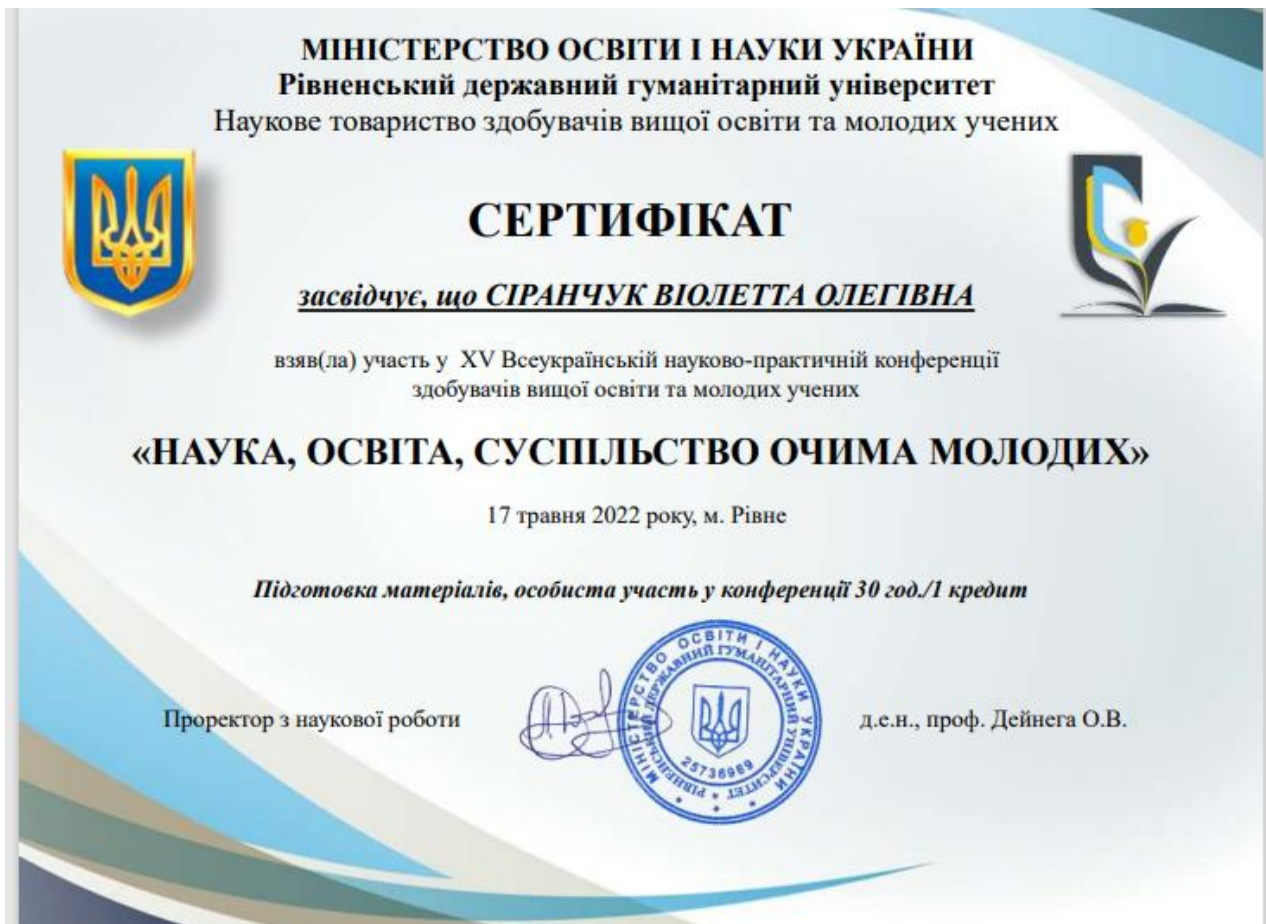 МІНІСТЕРСТВО ОСВІТИ І НАУКИ УКРАЇНИ
Рівненський державний гуманітарний університет
Наукове товариство здобувачів вищої освіти та молодих учених
СЕРТИФІКАТ
засвідчує, що СІРАНЧУК ВІОЛЕТТА ОЛЕГІВНА
взяв(ла) участь у XV Всеукраїнській науково-практичній конференції
здобувачів вищої освіти та молодих учених
«НАУКА, ОСВІТА, СУСПІЛЬСТВО ОЧИМА МОЛОДИХ»
17 травня 2022 року, м. Рівне
Підготовка матеріалів, особиста участь у конференції 30 год./1 кредит
Проректор з наукової роботи
МІНІСТЕРСТВО ОСВІТИ І НАУКИ УКРАЇНИ
РІВНЕНСЬКИЙ ДЕРЖАВНИЙ ГУМАНІТАРНИЙ УНІВЕРСИТЕТ
25736989
д.е.н., проф. Дейнега О.В.